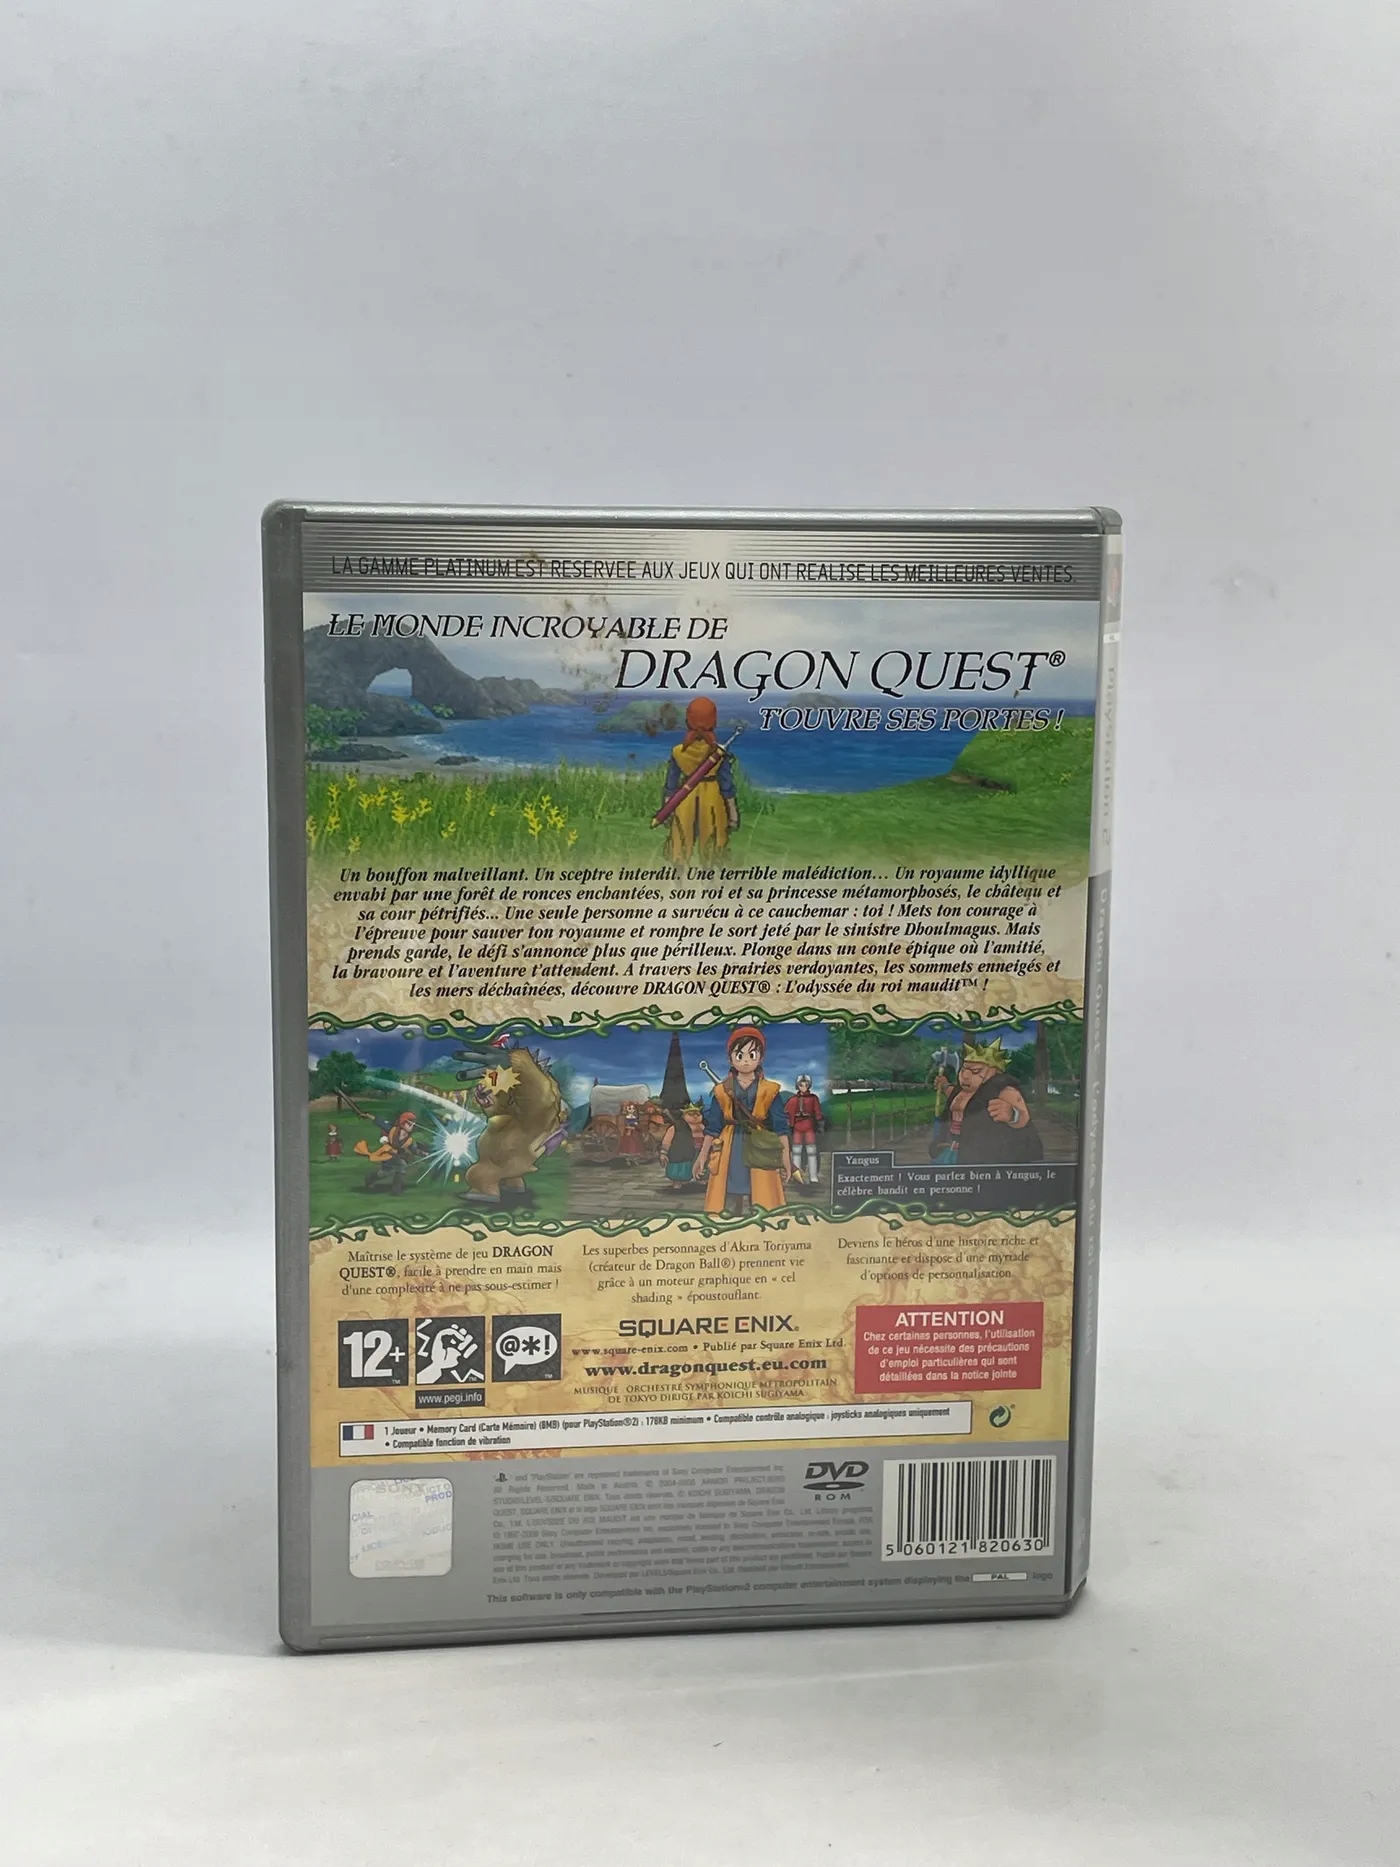 LA GAMME PLATINUM EST RESERVEE AUX JEUX QUI ONT REALISE LES MEILLEURES VENTES
LE MONDE INCROYABLE DE
DRAGON QUEST®
T'OUVRE SES PORTES !
Un bouffon malveillant. Un sceptre interdit. Une terrible malédiction... Un royaume idyllique
envahi par une forêt de ronces enchantées, son roi et sa princesse métamorphosés, le château et
sa cour pétrifiés... Une seule personne a survécu à ce cauchemar : toi ! Mets ton courage à
l'épreuve pour sauver ton royaume et rompre le sort jeté par le sinistre Dhoulmagus. Mais
prends garde, le défi s'annonce plus que périlleux. Plonge dans un conte épique où l'amitié,
la bravoure et l'aventure t'attendent. A travers les prairies verdoyantes, les sommets enneigés et
les mers déchaînées, découvre DRAGON QUEST® : L'odyssée du roi maudit™ !
1
Yangus
Exactement ! Vous parlez bien à Yangus, le
célèbre bandit en personne !
Maîtrise le système de jeu DRAGON
QUEST®, facile à prendre en main mais
d'une complexité à ne pas sous-estimer !
Les superbes personnages d'Akira Toriyama
(créateur de Dragon Ball®) prennent vie
grâce à un moteur graphique en « cel
shading » époustouflant.
Deviens le héros d'une histoire riche et
fascinante et dispose d'une myriade
d'options de personnalisation.
12+
@*!
www.pegi.info
SQUARE ENIX®
www.square-enix.com • Publié par Square Enix Ltd.
www.dragonquest.eu.com
MUSIQUE ORCHESTRE SYMPHONIQUE METROPOLITAIN
DE TOKYO DIRIGÉ PAR KOICHI SUGIYAMA
ATTENTION
Chez certaines personnes, l'utilisation
de ce jeu nécessite des précautions
d'emploi particulières qui sont
détaillées dans la notice jointe
1 Joueur • Memory Card (Carte Mémoire) (8MB) (pour PlayStation®2) : 178KB minimum • Compatible contrôle analogique : joysticks analogiques uniquement
• Compatible fonction de vibration
DVD
ROM
5 060121 820630
This software is only compatible with the PlayStation®2 computer entertainment system displaying the PAL logo
PlayStation 2
Dragon Quest : L'odyssée du roi maudit